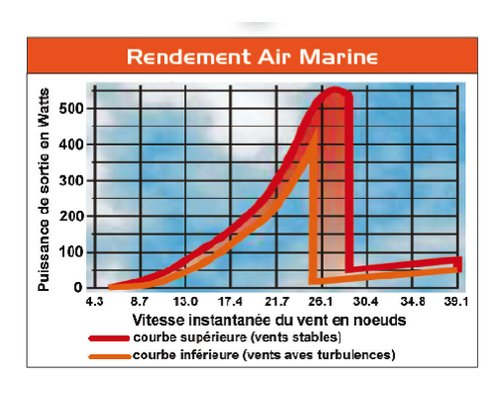 Rendement Air Marine
Puissance de sortie en Watts
500
400
300
200
100
0
4.3 8.7 13.0 17.4 21.7 26.1 30.4 34.8 39.1
Vitesse instantanée du vent en noeuds
courbe supérieure (vents stables)
courbe inférieure (vents aves turbulences)